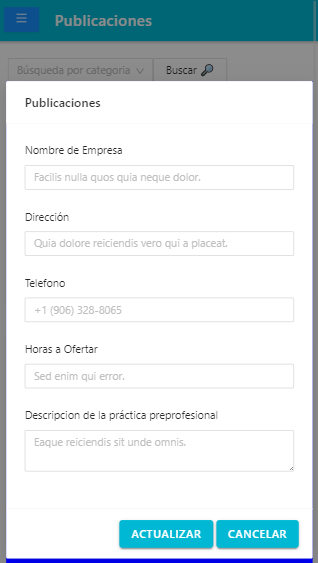 Publicaciones
Búsqueda por categoría
Buscar 🔎
Publicaciones
Nombre de Empresa
Facilis nulla quos quia neque dolor.
Dirección
Quia dolore reiciendis vero qui a placeat.
Telefono
+1 (906) 328-8065
Horas a Ofertar
Sed enim qui error.
Descripcion de la práctica preprofesional
Eaque reiciendis sit unde omnis.
ACTUALIZAR
CANCELAR